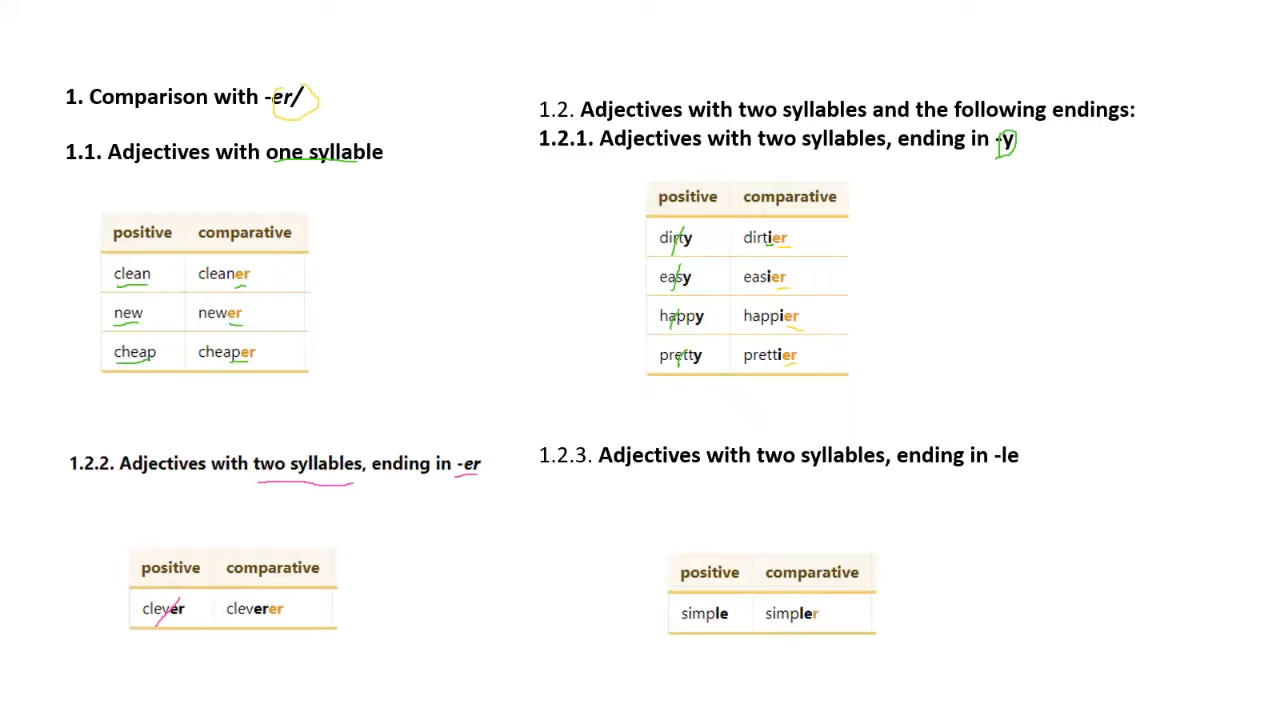 1. Comparison with -er/
1.1. Adjectives with one syllable
positive comparative
clean cleaner
new newer
cheap cheaper
1.2. Adjectives with two syllables and the following endings:
1.2.1. Adjectives with two syllables, ending in -y
positive comparative
dirty dirtier
easy easier
happy happier
pretty prettier
1.2.2. Adjectives with two syllables, ending in -er
positive comparative
clever cleverer
1.2.3. Adjectives with two syllables, ending in -le
positive comparative
simple simpler